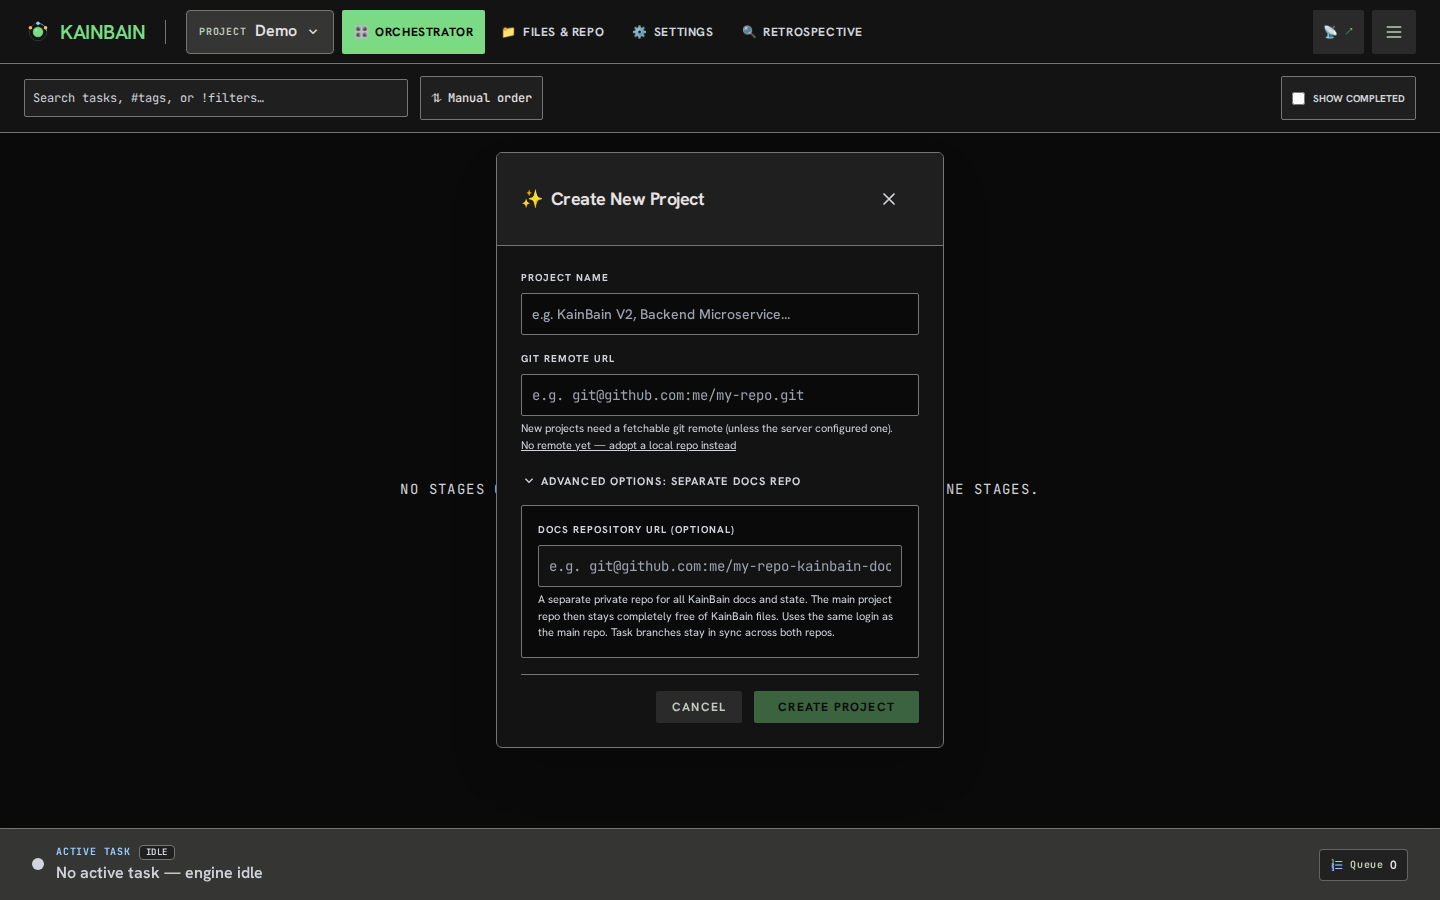 KAINBAIN
PROJECT Demo
ORCHESTRATOR
FILES & REPO
SETTINGS
RETROSPECTIVE
Search tasks, #tags, or !filters…
Manual order
SHOW COMPLETED
Create New Project
PROJECT NAME
e.g. KainBain V2, Backend Microservice...
GIT REMOTE URL
e.g. git@github.com:me/my-repo.git
New projects need a fetchable git remote (unless the server configured one).
No remote yet — adopt a local repo instead
NO STAGES
NE STAGES.
ADVANCED OPTIONS: SEPARATE DOCS REPO
DOCS REPOSITORY URL (OPTIONAL)
e.g. git@github.com:me/my-repo-kainbain-doc
A separate private repo for all KainBain docs and state. The main project
repo then stays completely free of KainBain files. Uses the same login as
the main repo. Task branches stay in sync across both repos.
CANCEL
CREATE PROJECT
ACTIVE TASK IDLE
No active task — engine idle
Queue 0